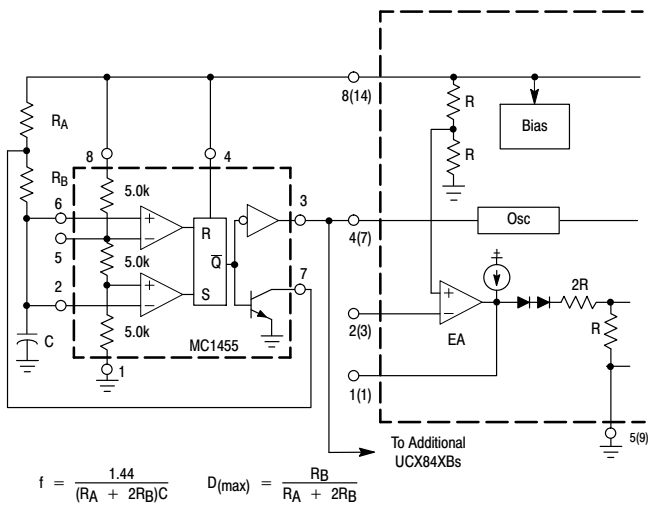 8(14)
R
Bias
R
R_A
R_B
8
4
6
5.0k
+
−
R
3
4(7)
Osc
5
5.0k
Q̅
7
2
+
−
S
2R
+
−
R
EA
C
5.0k
MC1455
2(3)
1
1(1)
5(9)
To Additional
UCX84XBs
f = 1.44 / (R_A + 2R_B)C D(max) = R_B / R_A + 2R_B